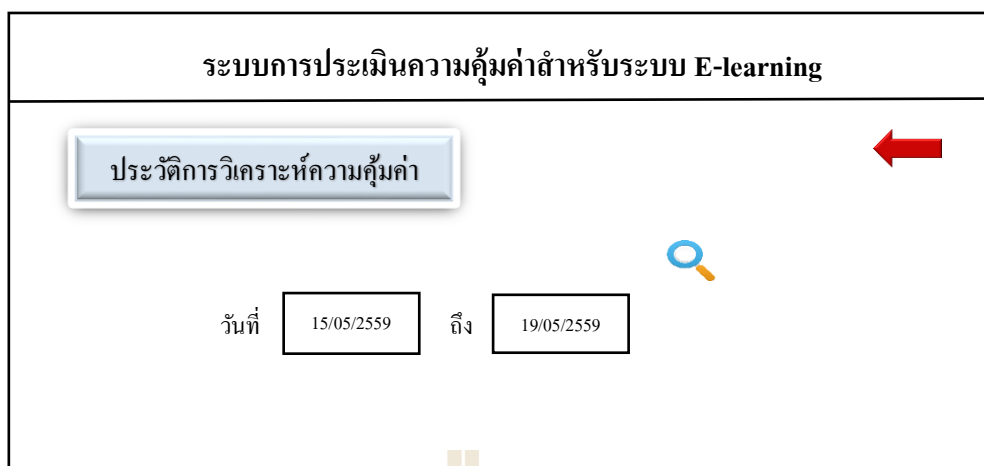 ระบบการประเมินความคุ้มค่าสำหรับระบบ E-learning
ประวัติการวิเคราะห์ความคุ้มค่า
วันที่ 15/05/2559 ถึง 19/05/2559